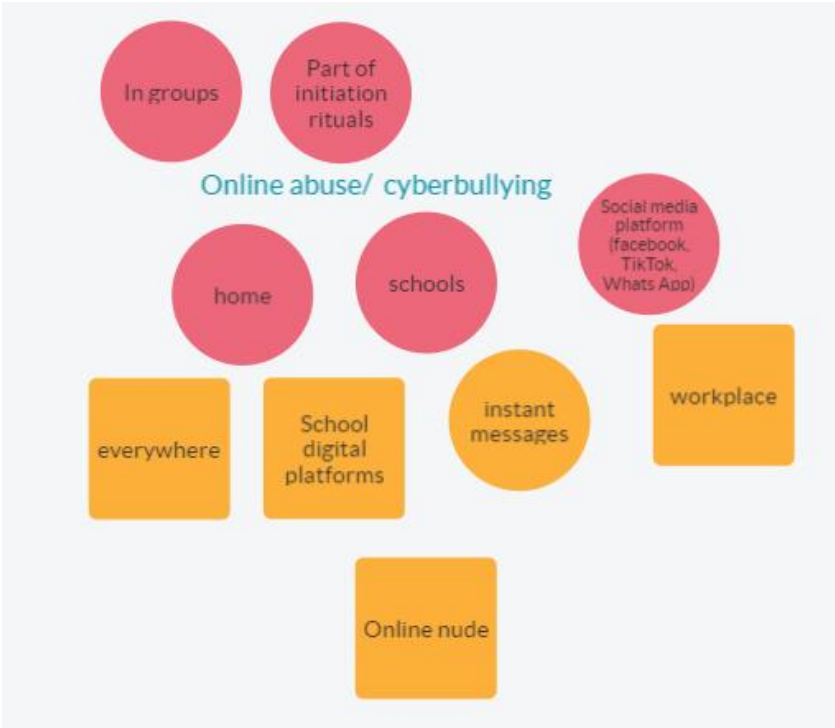 In groups
Part of
initiation
rituals
Online abuse/ cyberbullying
Social media
platform
(facebook,
TikTok,
Whats App)
home
schools
everywhere
School
digital
platforms
instant
messages
workplace
Online nude